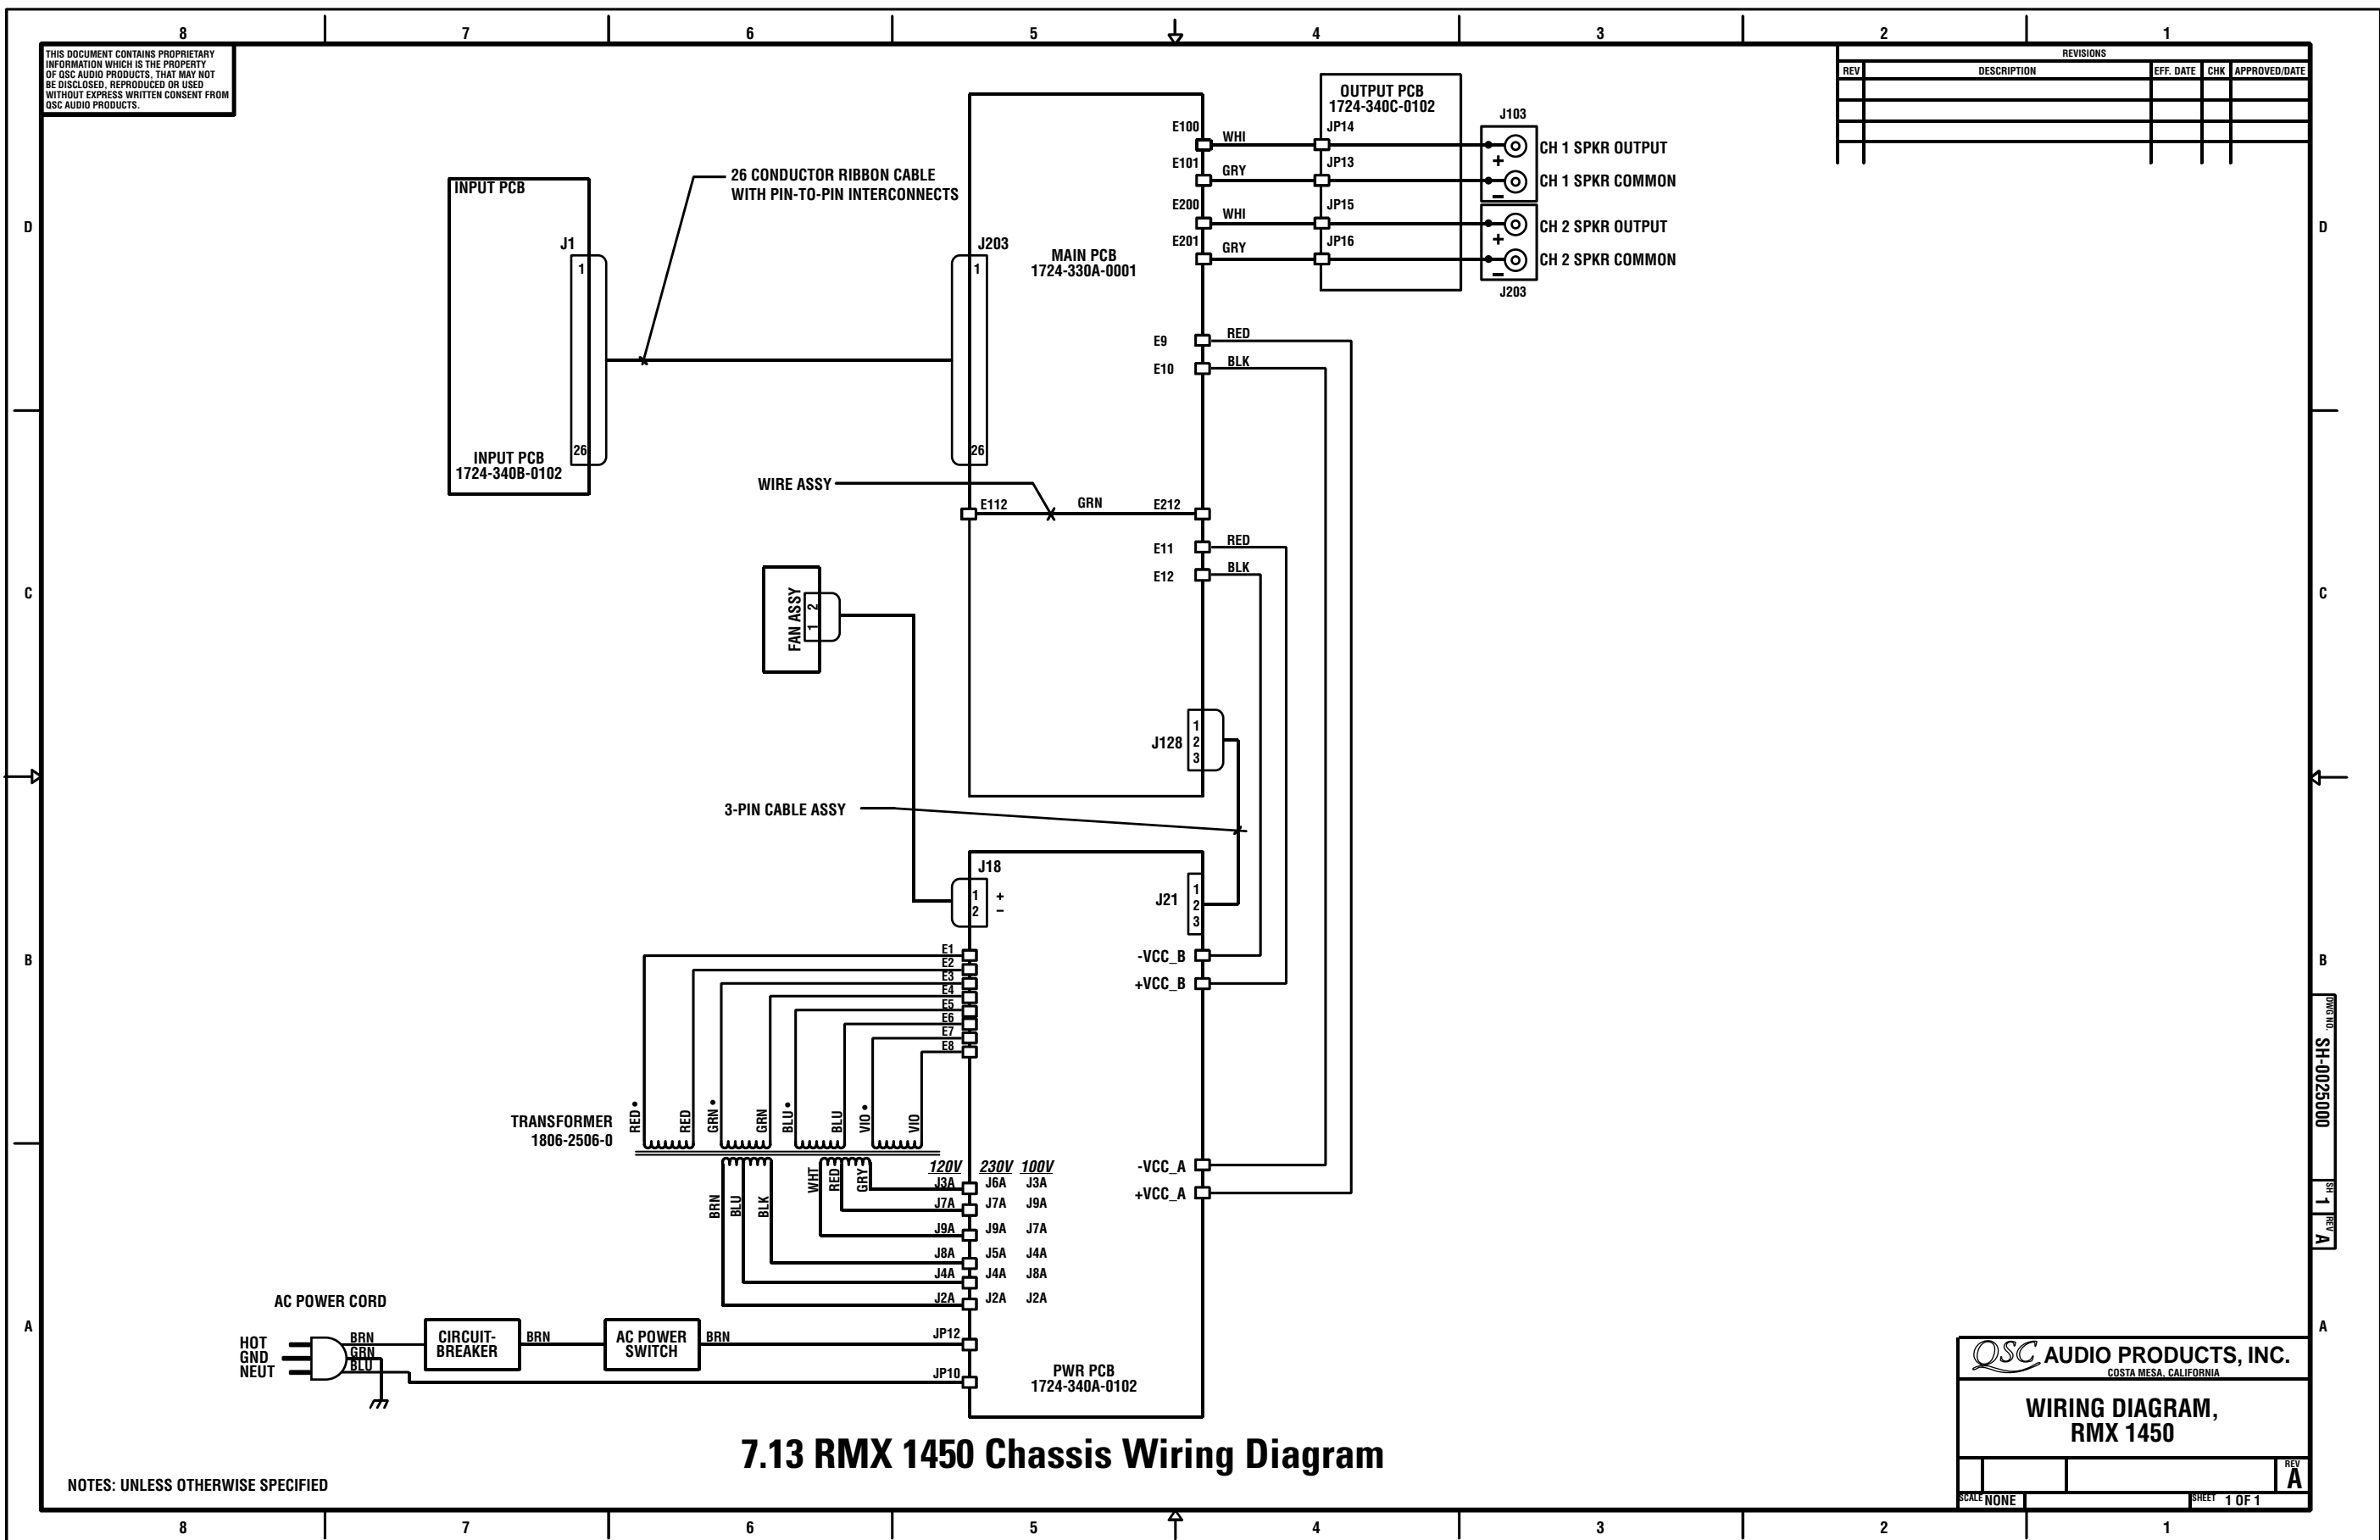 8 7 6 5 4 3 2 1
THIS DOCUMENT CONTAINS PROPRIETARY
INFORMATION WHICH IS THE PROPERTY
OF QSC AUDIO PRODUCTS, THAT MAY NOT
BE DISCLOSED, REPRODUCED OR USED
WITHOUT EXPRESS WRITTEN CONSENT FROM
QSC AUDIO PRODUCTS.
REVISIONS
REV DESCRIPTION EFF. DATE CHK APPROVED/DATE
OUTPUT PCB
1724-340C-0102
J103
E100 WHI JP14
CH 1 SPKR OUTPUT
+
E101 GRY JP13
CH 1 SPKR COMMON
–
E200 WHI JP15
CH 2 SPKR OUTPUT
+
E201 GRY JP16
CH 2 SPKR COMMON
–
J203
26 CONDUCTOR RIBBON CABLE
WITH PIN-TO-PIN INTERCONNECTS
INPUT PCB
J1
1
26
INPUT PCB
1724-340B-0102
J203
1
26
MAIN PCB
1724-330A-0001
D D
E9 RED
E10 BLK
WIRE ASSY
E112 GRN E212
E11 RED
E12 BLK
C C
FAN ASSY
1 2
J128
1
2
3
3-PIN CABLE ASSY
J18
1 +
2 –
J21
1
2
3
B B
E1
E2
E3
E4
E5
E6
E7
E8
-VCC_B
+VCC_B
TRANSFORMER
1806-2506-0
RED • RED GRN • GRN BLU • BLU VIO • VIO
BRN BLU BLK WHT RED GRY
120V 230V 100V
J3A J6A J3A
J7A J7A J9A
J9A J9A J7A
J8A J5A J4A
J4A J4A J8A
J2A J2A J2A
-VCC_A
+VCC_A
DWG NO. SH-0025000
SH 1
REV A
A A
AC POWER CORD
HOT
GND
NEUT
BRN
GRN
BLU
CIRCUIT-
BREAKER
BRN
AC POWER
SWITCH
BRN
JP12
JP10
PWR PCB
1724-340A-0102
QSC AUDIO PRODUCTS, INC.
COSTA MESA, CALIFORNIA
WIRING DIAGRAM,
RMX 1450
REV
A
SCALE NONE SHEET 1 OF 1
7.13 RMX 1450 Chassis Wiring Diagram
NOTES: UNLESS OTHERWISE SPECIFIED
8 7 6 5 4 3 2 1